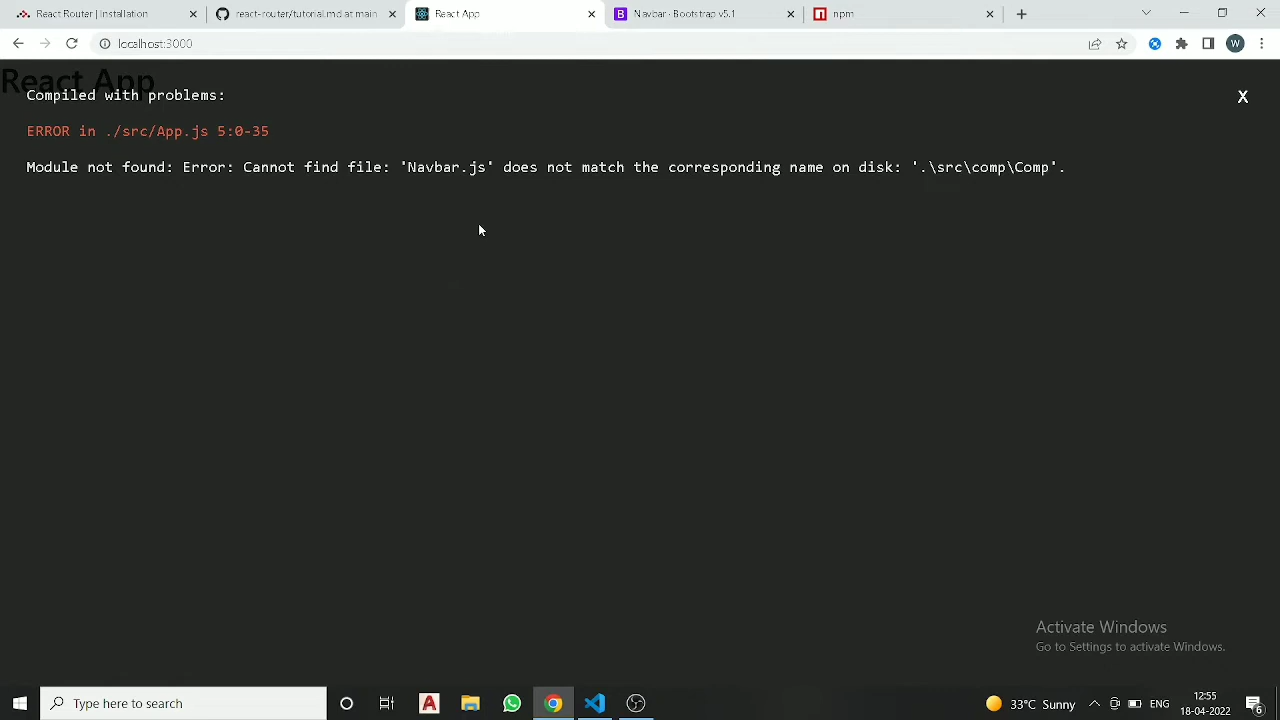 React Router | Installation
react-router/tutorial.md at main
React App
Navbar · Bootstrap v5.1
npm
localhost:3000
W
React App
Compiled with problems:
X
ERROR in ./src/App.js 5:0-35
Module not found: Error: Cannot find file: 'Navbar.js' does not match the corresponding name on disk: '.\src\comp\Comp'.
Activate Windows
Go to Settings to activate Windows.
Type here to search
33°C Sunny
ENG
12:55
18-04-2022
6